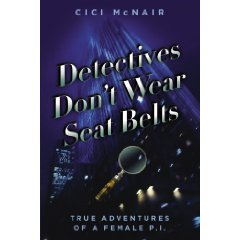 CICI McNAIR
Detectives
Don't Wear
Seat Belts
TRUE ADVENTURES
OF A FEMALE P.I.